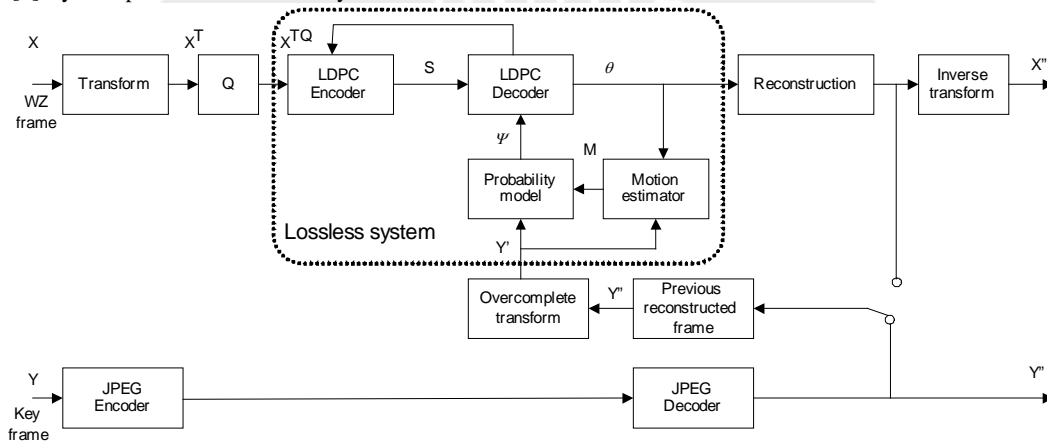 X
X^T
X^TQ
WZ
frame
Transform
Q
LDPC
Encoder
S
LDPC
Decoder
θ
Reconstruction
Inverse
transform
X"
Ψ
M
Probability
model
Motion
estimator
Lossless system
Y'
Overcomplete
transform
Y"
Previous
reconstructed
frame
Y
Key
frame
JPEG
Encoder
JPEG
Decoder
Y"